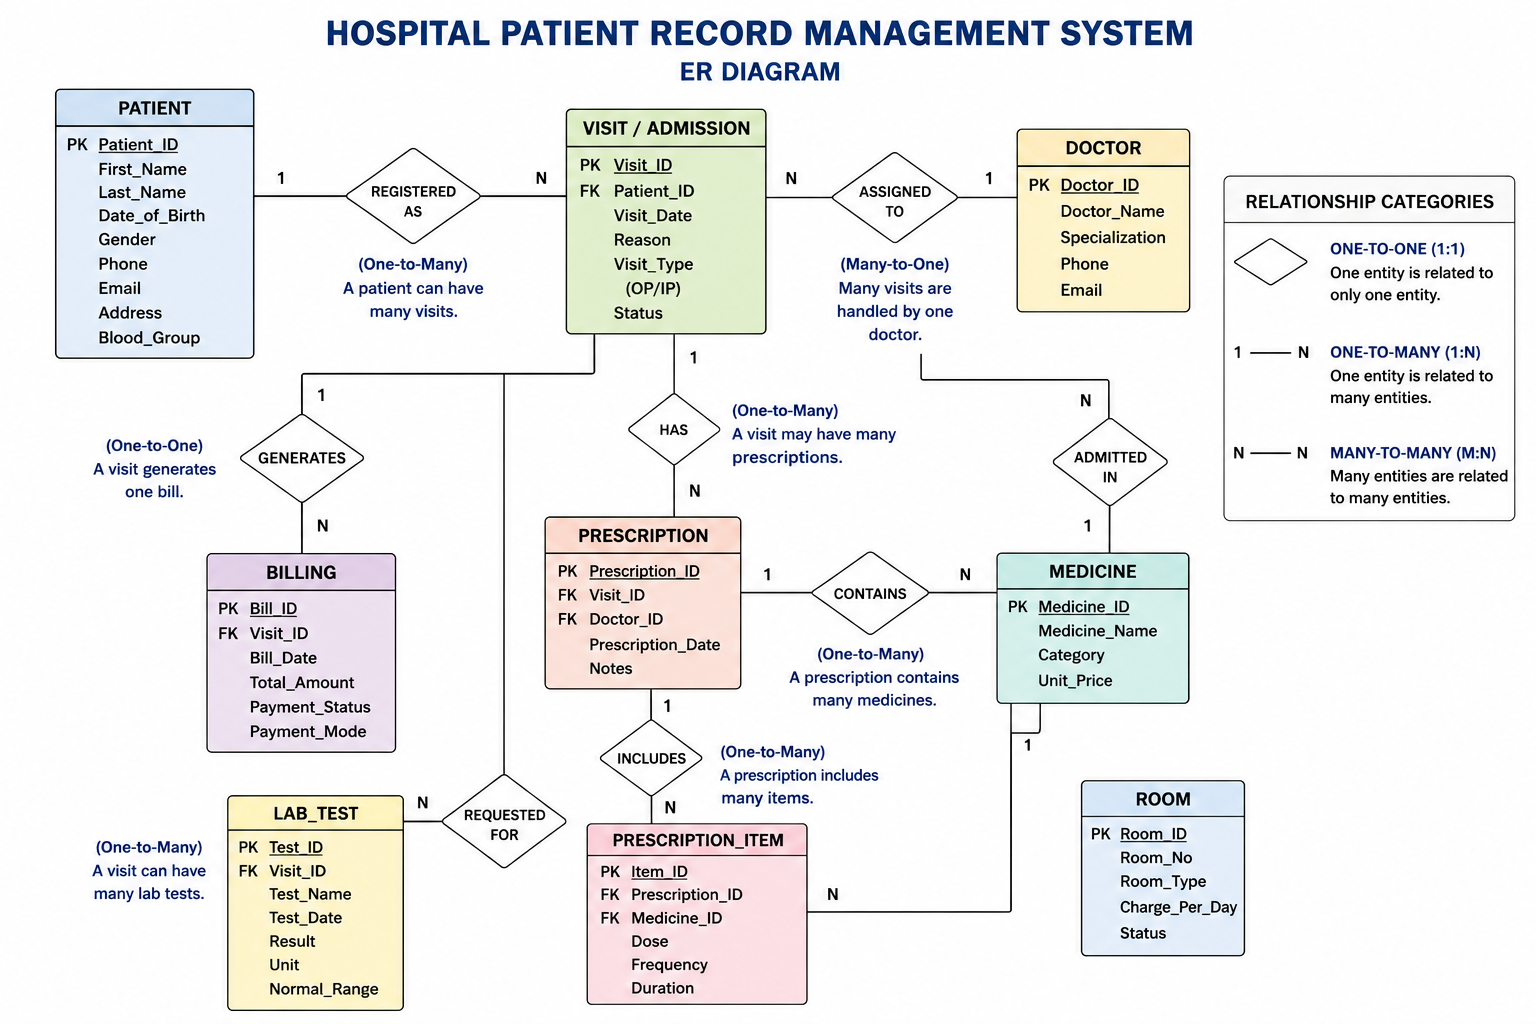 HOSPITAL PATIENT RECORD MANAGEMENT SYSTEM
ER DIAGRAM
PATIENT
PK Patient_ID
First_Name
Last_Name
Date_of_Birth
Gender
Phone
Email
Address
Blood_Group
1
REGISTERED
AS
N
(One-to-Many)
A patient can have
many visits.
VISIT / ADMISSION
PK Visit_ID
FK Patient_ID
Visit_Date
Reason
Visit_Type
(OP/IP)
Status
N
ASSIGNED
TO
1
(Many-to-One)
Many visits are
handled by one
doctor.
DOCTOR
PK Doctor_ID
Doctor_Name
Specialization
Phone
Email
RELATIONSHIP CATEGORIES
ONE-TO-ONE (1:1)
One entity is related to
only one entity.
1 N ONE-TO-MANY (1:N)
One entity is related to
many entities.
N N MANY-TO-MANY (M:N)
Many entities are related
to many entities.
1
(One-to-One)
A visit generates
one bill.
GENERATES
N
1
HAS
(One-to-Many)
A visit may have many
prescriptions.
N
N
ADMITTED
IN
1
BILLING
PK Bill_ID
FK Visit_ID
Bill_Date
Total_Amount
Payment_Status
Payment_Mode
PRESCRIPTION
PK Prescription_ID
FK Visit_ID
FK Doctor_ID
Prescription_Date
Notes
1
CONTAINS
N
(One-to-Many)
A prescription contains
many medicines.
MEDICINE
PK Medicine_ID
Medicine_Name
Category
Unit_Price
1
1
INCLUDES
(One-to-Many)
A prescription includes
many items.
N
(One-to-Many)
A visit can have
many lab tests.
LAB_TEST
PK Test_ID
FK Visit_ID
Test_Name
Test_Date
Result
Unit
Normal_Range
N
REQUESTED
FOR
PRESCRIPTION_ITEM
PK Item_ID
FK Prescription_ID
FK Medicine_ID
Dose
Frequency
Duration
N
ROOM
PK Room_ID
Room_No
Room_Type
Charge_Per_Day
Status